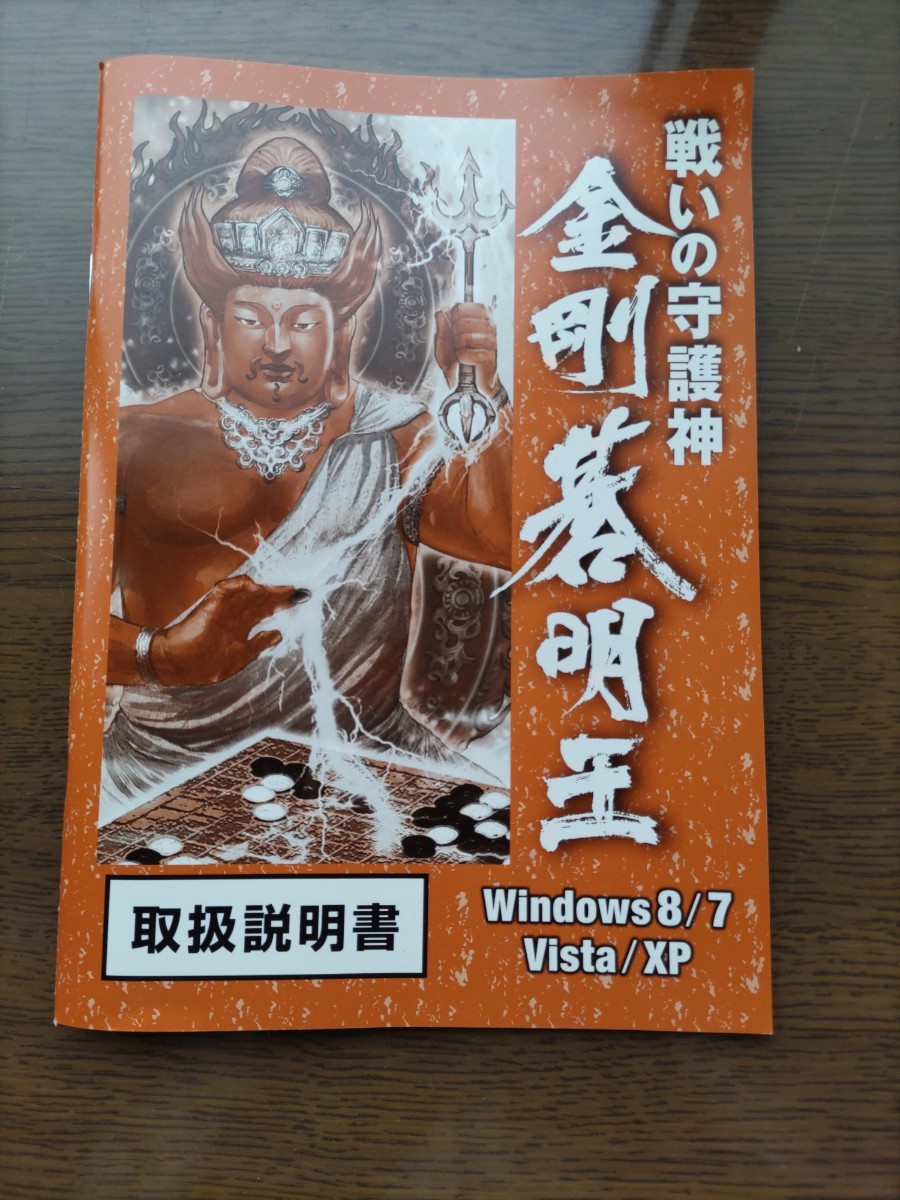 戦いの守護神
金剛碁明王
取扱説明書
Windows 8/7
Vista/XP